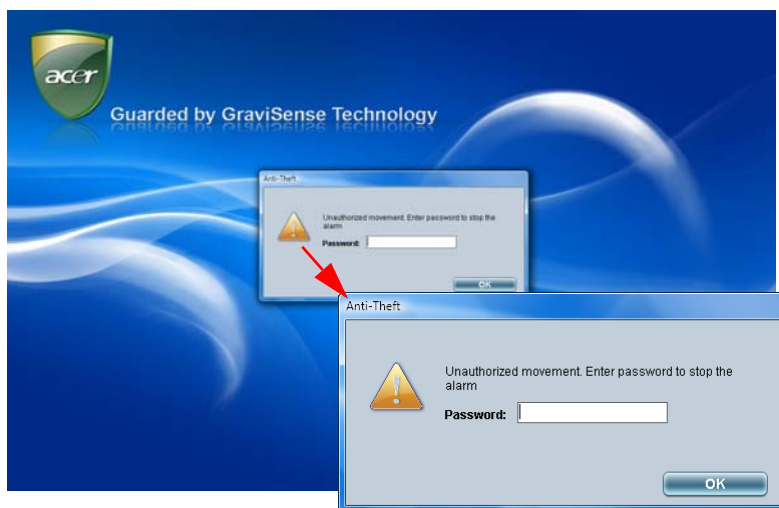 acer
Guarded by GraviSense Technology
Anti-Theft
Unauthorized movement. Enter password to stop the
alarm
Password:
OK
Anti-Theft
Unauthorized movement. Enter password to stop the
alarm
Password:
OK